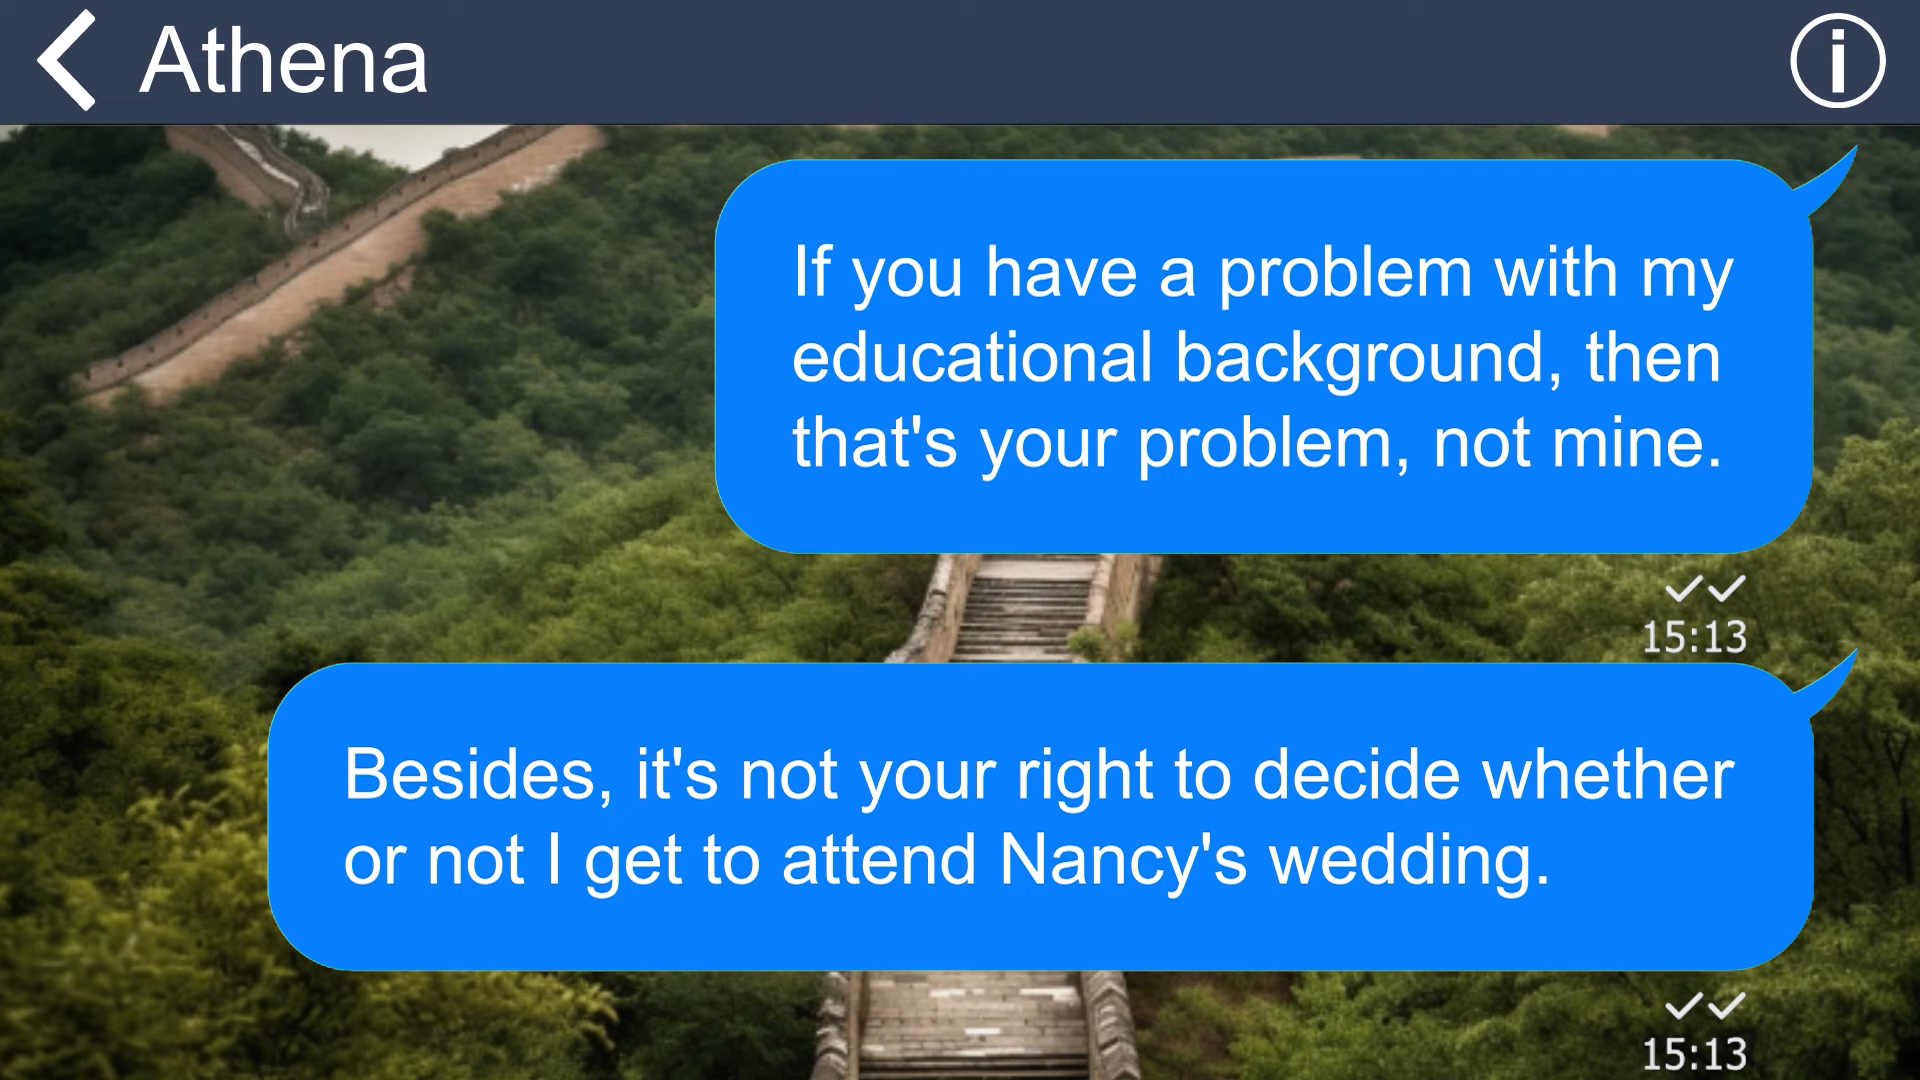 Athena
If you have a problem with my
educational background, then
that's your problem, not mine.
15:13
Besides, it's not your right to decide whether
or not I get to attend Nancy's wedding.
15:13